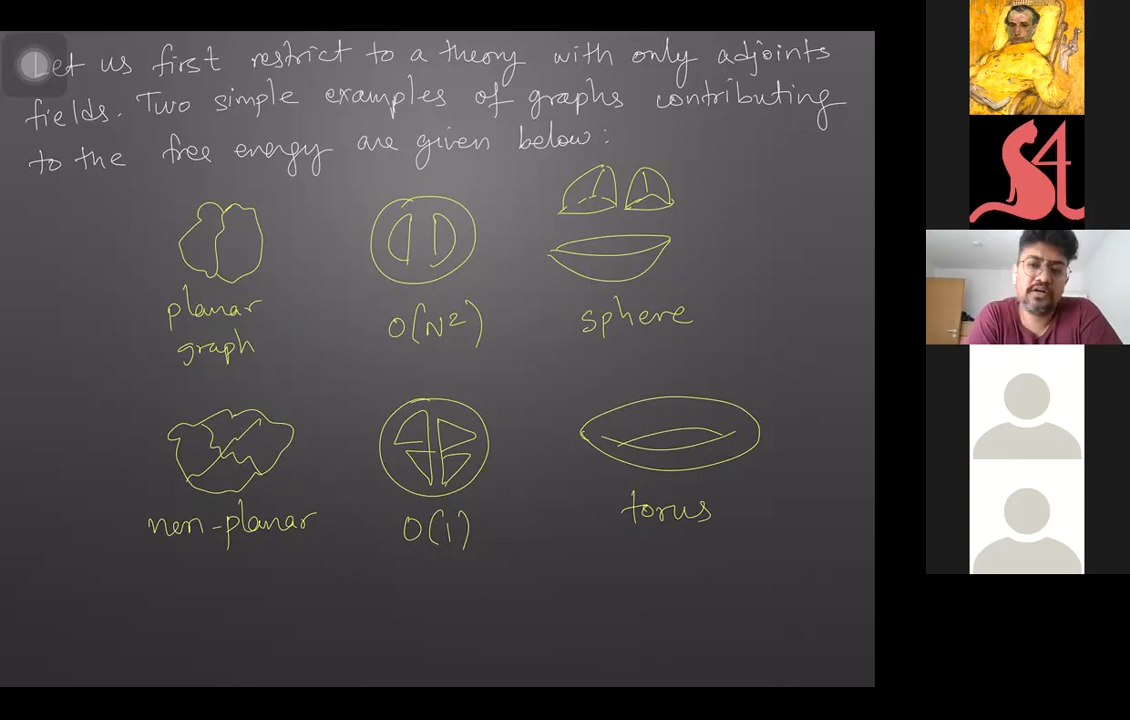 Let us first restrict to a theory with only adjoints
fields. Two simple examples of graphs contributing
to the free energy are given below:
planar
graph
O(N2)
sphere
non-planar
O(1)
torus
S4